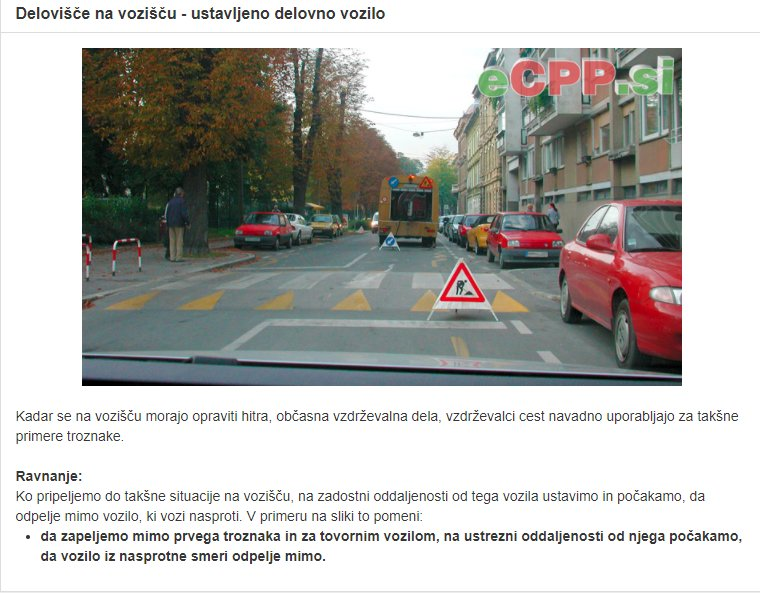 Delovišče na vozišču - ustavljeno delovno vozilo
eCPP.si
Kadar se na vozišču morajo opraviti hitra, občasna vzdrževalna dela, vzdrževalci cest navadno uporabljajo za takšne
primere troznake.
Ravnanje:
Ko pripeljemo do takšne situacije na vozišču, na zadostni oddaljenosti od tega vozila ustavimo in počakamo, da
odpelje mimo vozilo, ki vozi nasproti. V primeru na sliki to pomeni:
• da zapeljemo mimo prvega troznaka in za tovornim vozilom, na ustrezni oddaljenosti od njega počakamo,
da vozilo iz nasprotne smeri odpelje mimo.